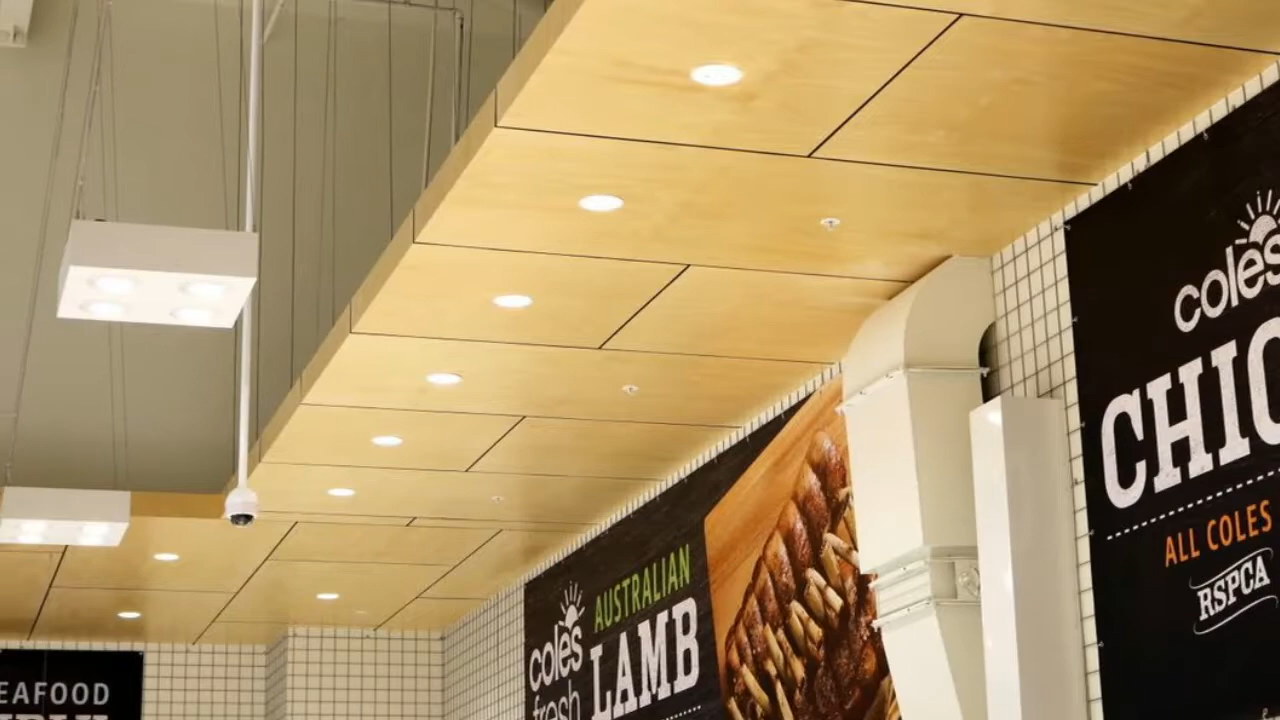 coles
CHIC
ALL COLES
RSPCA
AUSTRALIAN
LAMB
coles
fresh
EAFOOD